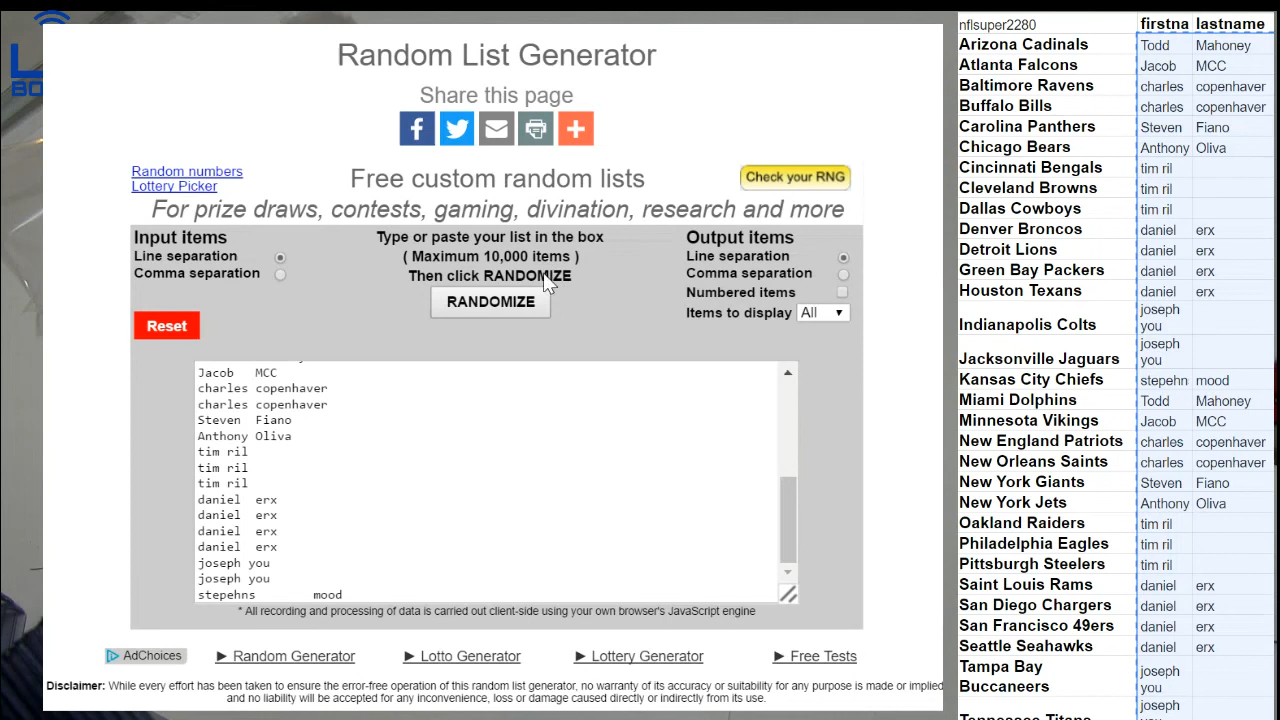 Random List Generator
Share this page
Random numbers
Lottery Picker
Free custom random lists
Check your RNG
For prize draws, contests, gaming, divination, research and more
Input items
Line separation
Comma separation
Type or paste your list in the box
( Maximum 10,000 items )
Then click RANDOMIZE
RANDOMIZE
Output items
Line separation
Comma separation
Numbered items
Items to display All
Reset
Jacob MCC
charles copenhaver
charles copenhaver
Steven Fiano
Anthony Oliva
tim ril
tim ril
tim ril
daniel erx
daniel erx
daniel erx
daniel erx
joseph you
joseph you
stepehns mood
* All recording and processing of data is carried out client-side using your own browser's JavaScript engine
AdChoices
► Random Generator
► Lotto Generator
► Lottery Generator
► Free Tests
Disclaimer: While every effort has been taken to ensure the error-free operation of this random list generator, no warranty of its accuracy or suitability for any purpose is made or implied
and no liability will be accepted for any inconvenience, loss or damage caused directly or indirectly from its use.
nflsuper2280 firstna lastname
Arizona Cadinals Todd Mahoney
Atlanta Falcons Jacob MCC
Baltimore Ravens charles copenhaver
Buffalo Bills charles copenhaver
Carolina Panthers Steven Fiano
Chicago Bears Anthony Oliva
Cincinnati Bengals tim ril
Cleveland Browns tim ril
Dallas Cowboys tim ril
Denver Broncos daniel erx
Detroit Lions daniel erx
Green Bay Packers daniel erx
Houston Texans daniel erx
Indianapolis Colts joseph
you
Jacksonville Jaguars joseph
you
Kansas City Chiefs stepehn mood
Miami Dolphins Todd Mahoney
Minnesota Vikings Jacob MCC
New England Patriots charles copenhaver
New Orleans Saints charles copenhaver
New York Giants Steven Fiano
New York Jets Anthony Oliva
Oakland Raiders tim ril
Philadelphia Eagles tim ril
Pittsburgh Steelers tim ril
Saint Louis Rams daniel erx
San Diego Chargers daniel erx
San Francisco 49ers daniel erx
Seattle Seahawks daniel erx
Tampa Bay
Buccaneers joseph
you
Tennessee Titans joseph